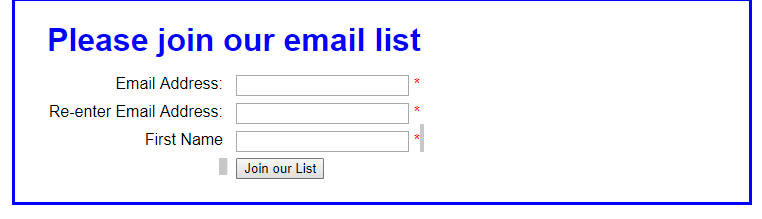 Please join our email list
Email Address: *
Re-enter Email Address: *
First Name *
Join our List